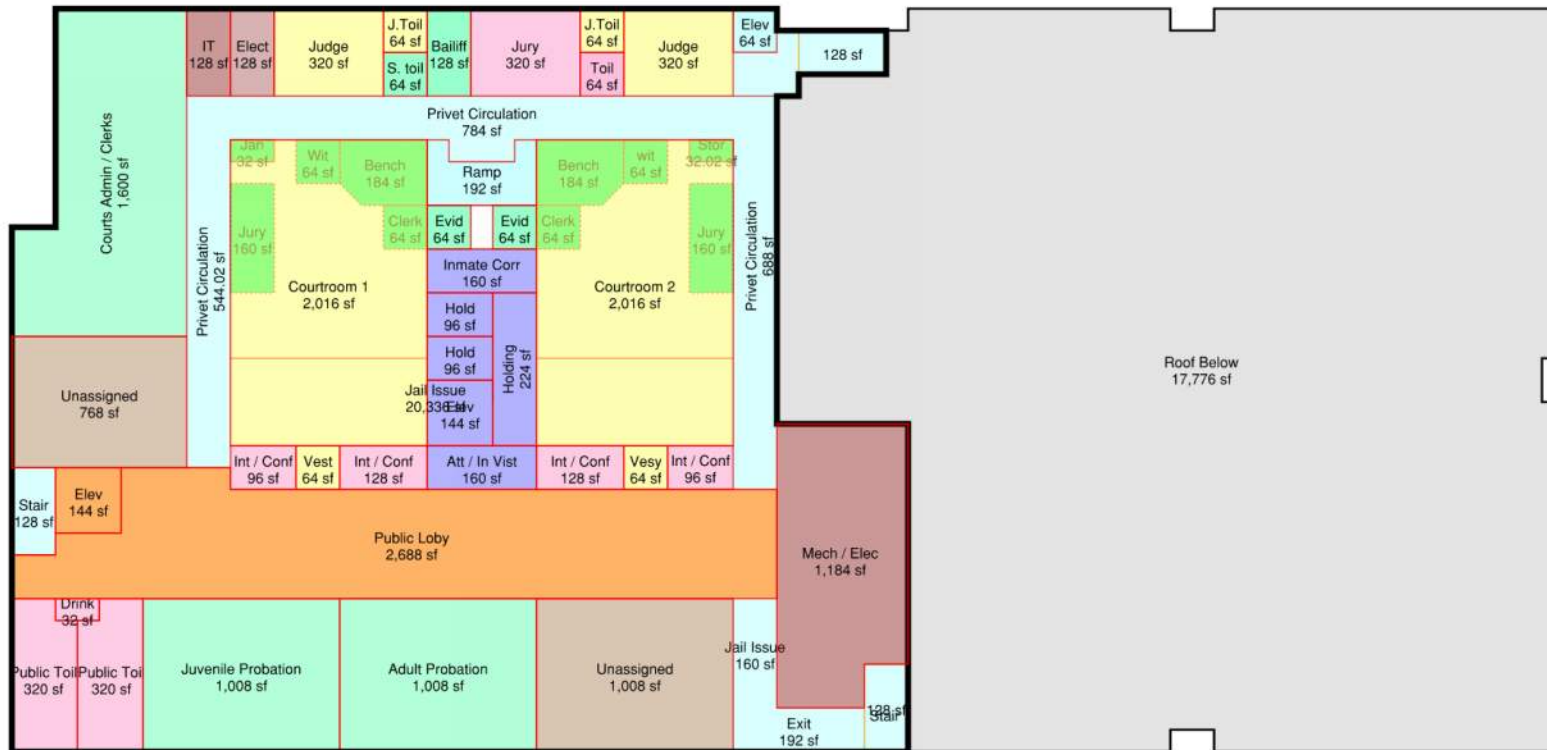 IT
128 sf
Elect
128 sf
Judge
320 sf
J.Toil
64 sf
S. toil
64 sf
Bailiff
128 sf
Jury
320 sf
J.Toil
64 sf
Toil
64 sf
Judge
320 sf
Elev
64 sf
128 sf
Courts Admin / Clerks
1,600 sf
Privet Circulation
784 sf
Jan
32 sf
Wit
64 sf
Bench
184 sf
Ramp
192 sf
Bench
184 sf
wit
64 sf
Stor
32.02 sf
Jury
160 sf
Clerk
64 sf
Evid
64 sf
Evid
64 sf
Clerk
64 sf
Jury
160 sf
Privet Circulation
544.02 sf
Courtroom 1
2,016 sf
Inmate Corr
160 sf
Courtroom 2
2,016 sf
Privet Circulation
688 sf
Hold
96 sf
Hold
96 sf
Holding
224 sf
Roof Below
17,776 sf
Unassigned
768 sf
Jail Issue
20,336 sf
Elev
144 sf
Int / Conf
96 sf
Vest
64 sf
Int / Conf
128 sf
Att / In Vist
160 sf
Int / Conf
128 sf
Vesy
64 sf
Int / Conf
96 sf
Stair
128 sf
Elev
144 sf
Public Loby
2,688 sf
Mech / Elec
1,184 sf
Drink
32 sf
Public Toil
320 sf
Public Toil
320 sf
Juvenile Probation
1,008 sf
Adult Probation
1,008 sf
Unassigned
1,008 sf
Jail Issue
160 sf
Exit
192 sf
128 sf
Stair